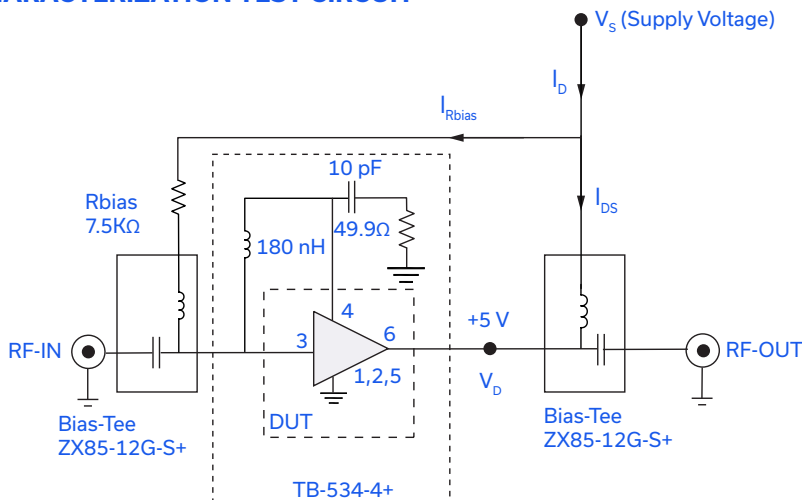 V_S (Supply Voltage)
I_D
I_Rbias
10 pF
Rbias
7.5KΩ
I_DS
49.9Ω
180 nH
4
+5 V
3
6
RF-IN
RF-OUT
1,2,5
V_D
DUT
Bias-Tee
ZX85-12G-S+
Bias-Tee
ZX85-12G-S+
TB-534-4+